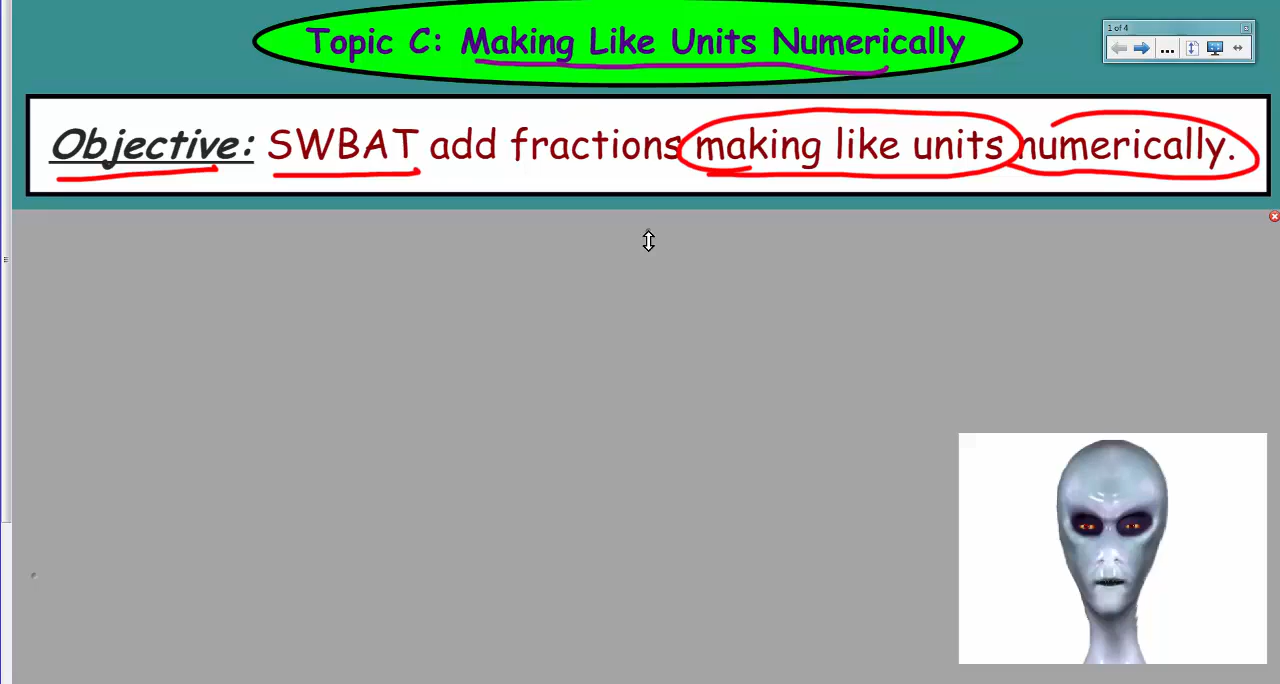 Topic C: Making Like Units Numerically
1 of 4
Objective: SWBAT add fractions making like units numerically.